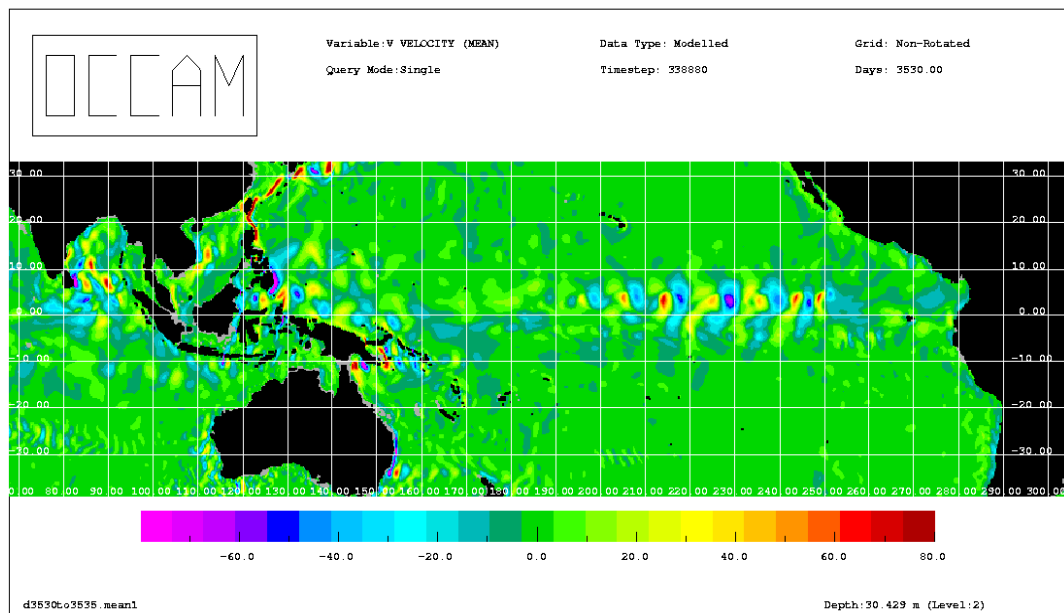 OCCAM
Variable:V VELOCITY (MEAN)
Data Type: Modelled
Grid: Non-Rotated
Query Mode:Single
Timestep: 338880
Days: 3530.00
30.00 30.00
20.00 20.00
10.00 10.00
0.00 0.00
-10.00 -10.00
-20.00 -20.00
-30.00 -30.00
80.00 90.00 100.00 110.00 120.00 130.00 140.00 150.00 160.00 170.00 180.00 190.00 200.00 210.00 220.00 230.00 240.00 250.00 260.00 270.00 280.00 290.00 300.00
-60.0 -40.0 -20.0 0.0 20.0 40.0 60.0 80.0
d3530to3535.mean1
Depth:30.429 m (Level:2)